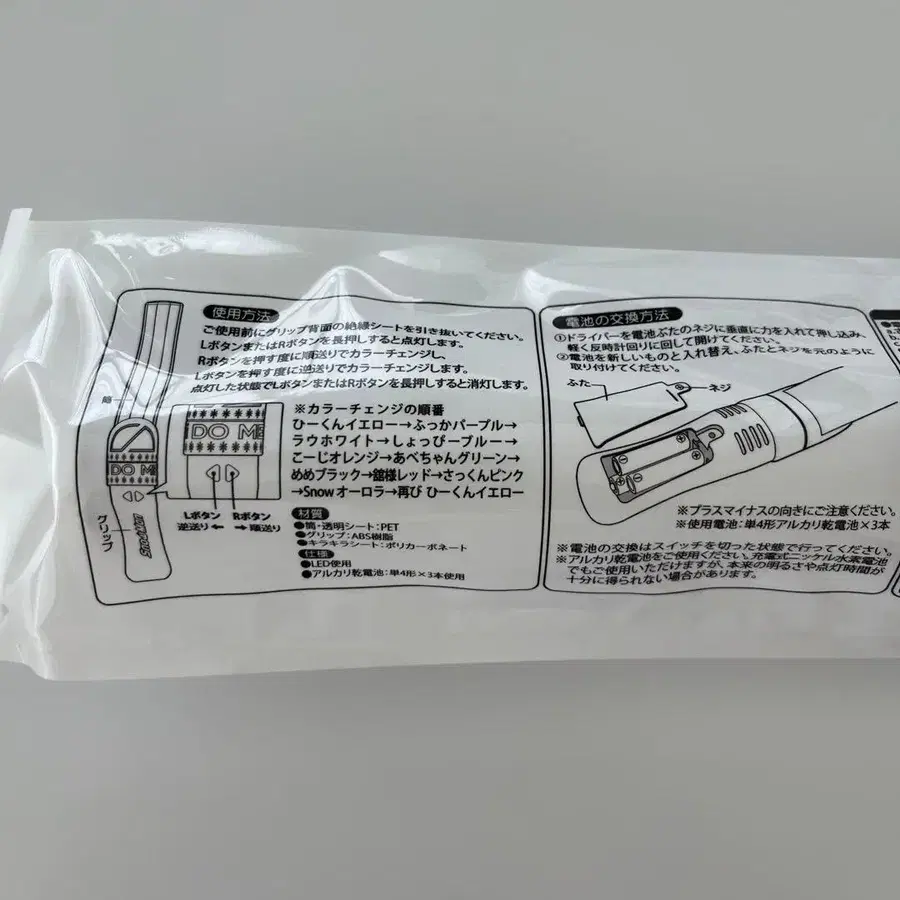 使用方法
ご使用前にグリップ背面の絶縁シートを引き抜いてください。
LボタンまたはRボタンを長押しすると点灯します。
Rボタンを押す度に順送りでカラーチェンジし、
Lボタンを押す度に逆送りでカラーチェンジします。
点灯した状態でLボタンまたはRボタンを長押しすると消灯します。
筒
DO ME
DO ME
グリップ
Snow Man
Lボタン Rボタン
逆送り← →順送り
※カラーチェンジの順番
ひーくんイエロー→ふっかパープル→
ラウホワイト→しょっぴーブルー→
こーじオレンジ→あべちゃんグリーン→
めめブラック→舘様レッド→さっくんピンク
→Snowオーロラ→再び ひーくんイエロー
材質
●筒・透明シート:PET
●グリップ:ABS樹脂
●キラキラシート:ポリカーボネート
仕様
●LED使用
●アルカリ乾電池:単4形×3本使用
電池の交換方法
①ドライバーを電池ぶたのネジに垂直に力を入れて押し込み、
軽く反時計回りに回して開けてください。
②電池を新しいものと入れ替え、ふたとネジを元のように
取り付けてください。
ふた
ネジ
※プラスマイナスの向きにご注意ください。
※使用電池:単4形アルカリ乾電池×3本
※電池の交換はスイッチを切った状態で行ってください。
※アルカリ乾電池をご使用ください。充電式ニッケル水素電池
でもご使用いただけますが、本来の明るさや点灯時間が
十分に得られない場合があります。